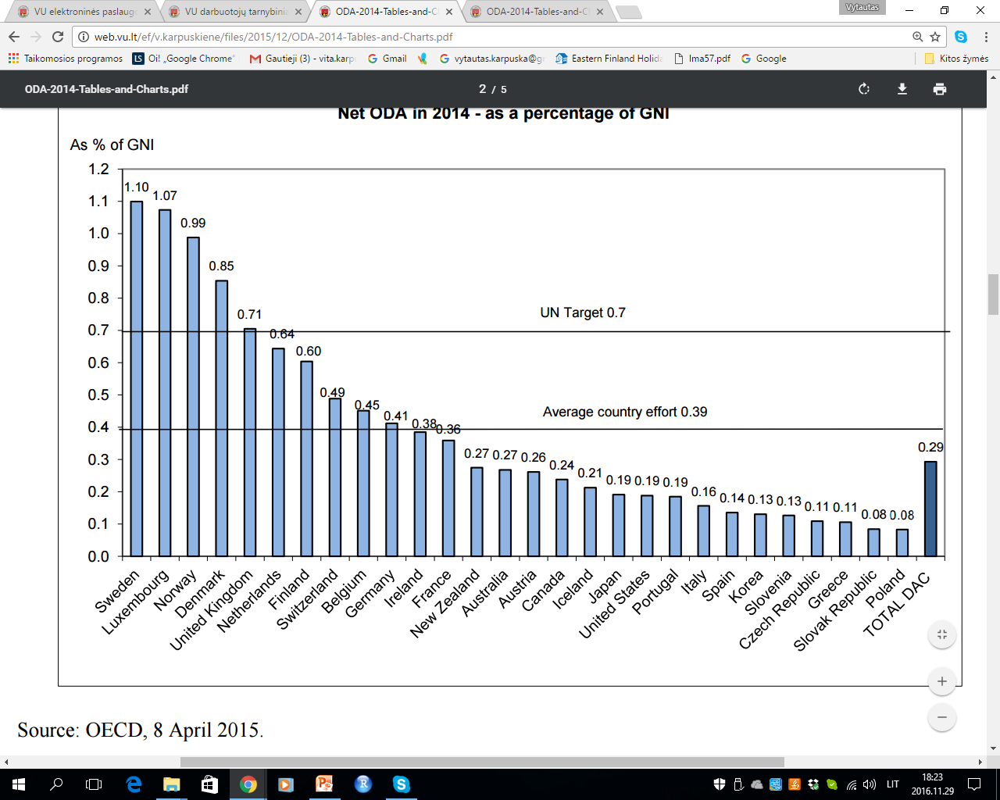 VU elektroninės paslaug
VU darbuotojų tarnybini
ODA-2014-Tables-and-C
ODA-2014-Tables-and-C
Vytautas
web.vu.lt/ef/v.karpuskiene/files/2015/12/ODA-2014-Tables-and-Charts.pdf
Taikomosios programos
LS Oi! „Google Chrome“
Gautieji (3) - vita.karp
Gmail
vytautas.karpuska@g
Eastern Finland Holid
Ima57.pdf
Google
Kitos žymės
ODA-2014-Tables-and-Charts.pdf
2 / 5
Net ODA in 2014 - as a percentage of GNI
As % of GNI
1.2
1.1
1.0
0.9
0.8
0.7
0.6
0.5
0.4
0.3
0.2
0.1
0.0
1.10
1.07
0.99
0.85
0.71
0.64
0.60
0.49
0.45
0.41
0.38
0.36
0.27
0.27
0.26
0.24
0.21
0.19
0.19
0.19
0.16
0.14
0.13
0.13
0.11
0.11
0.08
0.08
0.29
UN Target 0.7
Average country effort 0.39
Sweden
Luxembourg
Norway
Denmark
United Kingdom
Netherlands
Finland
Switzerland
Belgium
Germany
Ireland
France
New Zealand
Australia
Austria
Canada
Iceland
Japan
United States
Portugal
Italy
Spain
Korea
Slovenia
Czech Republic
Greece
Slovak Republic
Poland
TOTAL DAC
Source: OECD, 8 April 2015.
LIT
18:23
2016.11.29